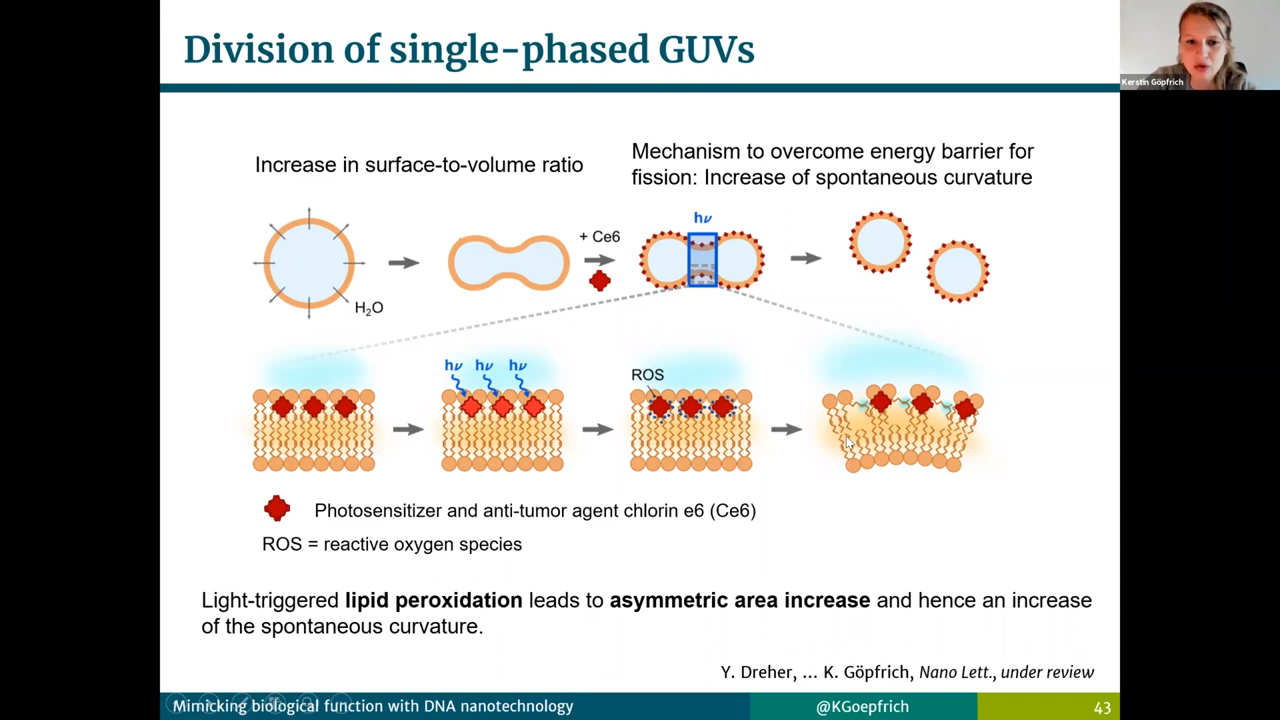 Division of single-phased GUVs
Kerstin Göpfrich
Increase in surface-to-volume ratio
Mechanism to overcome energy barrier for
fission: Increase of spontaneous curvature
H₂O
+ Ce6
hν
hν hν hν
ROS
Photosensitizer and anti-tumor agent chlorin e6 (Ce6)
ROS = reactive oxygen species
Light-triggered lipid peroxidation leads to asymmetric area increase and hence an increase
of the spontaneous curvature.
Y. Dreher, ... K. Göpfrich, Nano Lett., under review
Mimicking biological function with DNA nanotechnology
@KGoepfrich
43